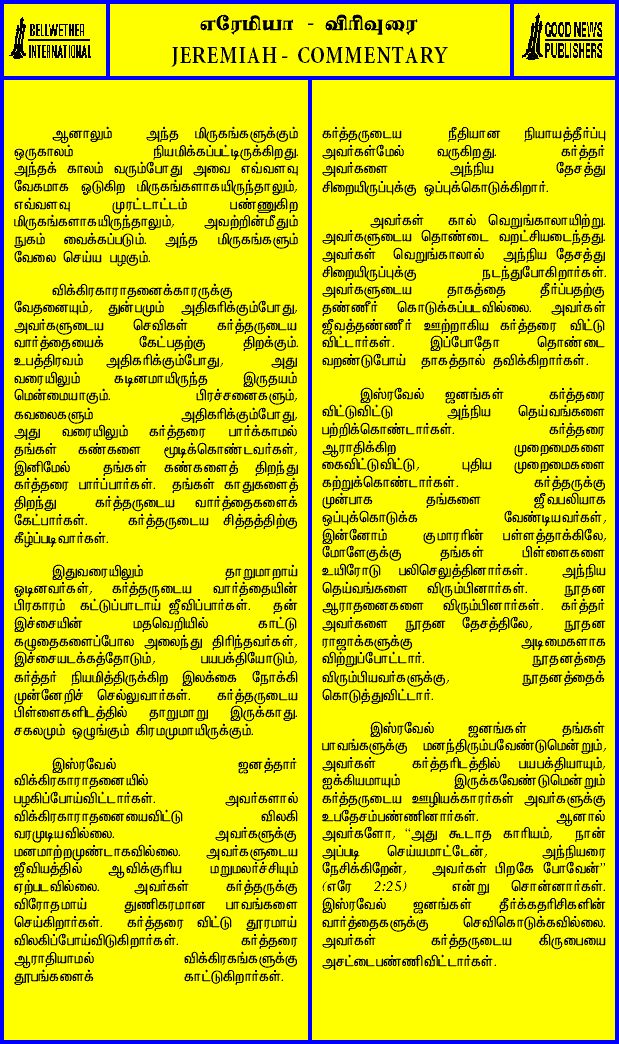 BELLWETHER
INTERNATIONAL
எரேமியா - விரிவுரை
JEREMIAH - COMMENTARY
GOOD NEWS
PUBLISHERS
ஆனாலும் அந்த மிருகங்களுக்கும்
ஒருகாலம் நியமிக்கப்பட்டிருக்கிறது.
அந்தக் காலம் வரும்போது அவை எவ்வளவு
வேகமாக ஓடுகிற மிருகங்களாகயிருந்தாலும்,
எவ்வளவு முரட்டாட்டம் பண்ணுகிற
மிருகங்களாகயிருந்தாலும், அவற்றின்மீதும்
நுகம் வைக்கப்படும். அந்த மிருகங்களும்
வேலை செய்ய பழகும்.
விக்கிரகாராதனைக்காரருக்கு
வேதனையும், துன்பமும் அதிகரிக்கும்போது,
அவர்களுடைய செவிகள் கர்த்தருடைய
வார்த்தையைக் கேட்பதற்கு திறக்கும்.
உபத்திரவம் அதிகரிக்கும்போது, அது
வரையிலும் கடினமாயிருந்த இருதயம்
மென்மையாகும். பிரச்சனைகளும்,
கவலைகளும் அதிகரிக்கும்போது,
அது வரையிலும் கர்த்தரை பார்க்காமல்
தங்கள் கண்களை மூடிக்கொண்டவர்கள்,
இனிமேல் தங்கள் கண்களைத் திறந்து
கர்த்தரை பார்ப்பார்கள். தங்கள் காதுகளைத்
திறந்து கர்த்தருடைய வார்த்தைகளைக்
கேட்பார்கள். கர்த்தருடைய சித்தத்திற்கு
கீழ்ப்படிவார்கள்.
இதுவரையிலும் தாறுமாறாய்
ஓடினவர்கள், கர்த்தருடைய வார்த்தையின்
பிரகாரம் கட்டுப்பாடாய் ஜீவிப்பார்கள். தன்
இச்சையின் மதவெறியில் காட்டு
கழுதைகளைப்போல அலைந்து திரிந்தவர்கள்,
இச்சையடக்கத்தோடும், பயபக்தியோடும்,
கர்த்தர் நியமித்திருக்கிற இலக்கை நோக்கி
முன்னேறிச் செல்லுவார்கள். கர்த்தருடைய
பிள்ளைகளிடத்தில் தாறுமாறு இருக்காது.
சகலமும் ஒழுங்கும் கிரமமுமாயிருக்கும்.
இஸ்ரவேல் ஜனத்தார்
விக்கிரகாராதனையில்
பழகிப்போய்விட்டார்கள். அவர்களால்
விக்கிரகாராதனையைவிட்டு விலகி
வரமுடியவில்லை. அவர்களுக்கு
மனமாற்றமுண்டாகவில்லை. அவர்களுடைய
ஜீவியத்தில் ஆவிக்குரிய மறுமலர்ச்சியும்
ஏற்படவில்லை. அவர்கள் கர்த்தருக்கு
விரோதமாய் துணிகரமான பாவங்களை
செய்கிறார்கள். கர்த்தரை விட்டு தூரமாய்
விலகிப்போய்விடுகிறார்கள். கர்த்தரை
ஆராதியாமல் விக்கிரகங்களுக்கு
தூபங்களைக் காட்டுகிறார்கள்.
கர்த்தருடைய நீதியான நியாயத்தீர்ப்பு
அவர்கள்மேல் வருகிறது. கர்த்தர்
அவர்களை அந்நிய தேசத்து
சிறையிருப்புக்கு ஒப்புக்கொடுக்கிறார்.
அவர்கள் கால் வெறுங்காலாயிற்று.
அவர்களுடைய தொண்டை வறட்சியடைந்தது.
அவர்கள் வெறுங்காலால் அந்நிய தேசத்து
சிறையிருப்புக்கு நடந்துபோகிறார்கள்.
அவர்களுடைய தாகத்தை தீர்ப்பதற்கு
தண்ணீர் கொடுக்கப்படவில்லை. அவர்கள்
ஜீவத்தண்ணீர் ஊற்றாகிய கர்த்தரை விட்டு
விட்டார்கள். இப்போதோ தொண்டை
வறண்டுபோய் தாகத்தால் தவிக்கிறார்கள்.
இஸ்ரவேல் ஜனங்கள் கர்த்தரை
விட்டுவிட்டு அந்நிய தெய்வங்களை
பற்றிக்கொண்டார்கள். கர்த்தரை
ஆராதிக்கிற முறைமைகளை
கைவிட்டுவிட்டு, புதிய முறைமைகளை
கற்றுக்கொண்டார்கள். கர்த்தருக்கு
முன்பாக தங்களை ஜீவபலியாக
ஒப்புக்கொடுக்க வேண்டியவர்கள்,
இன்னோம் குமாரரின் பள்ளத்தாக்கிலே,
மோளேகுக்கு தங்கள் பிள்ளைகளை
உயிரோடு பலிசெலுத்தினார்கள். அந்நிய
தெய்வங்களை விரும்பினார்கள். நூதன
ஆராதனைகளை விரும்பினார்கள். கர்த்தர்
அவர்களை நூதன தேசத்திலே, நூதன
ராஜாக்களுக்கு அடிமைகளாக
விற்றுப்போட்டார். நூதனத்தை
விரும்பியவர்களுக்கு, நூதனத்தைக்
கொடுத்துவிட்டார்.
இஸ்ரவேல் ஜனங்கள் தங்கள்
பாவங்களுக்கு மனந்திரும்பவேண்டுமென்றும்,
அவர்கள் கர்த்தரிடத்தில் பயபக்தியாயும்,
ஐக்கியமாயும் இருக்கவேண்டுமென்றும்
கர்த்தருடைய ஊழியக்காரர்கள் அவர்களுக்கு
உபதேசம்பண்ணினார்கள். ஆனால்
அவர்களோ, “அது கூடாத காரியம், நான்
அப்படி செய்யமாட்டேன், அந்நியரை
நேசிக்கிறேன், அவர்கள் பிறகே போவேன்”
(எரே 2:25) என்று சொன்னார்கள்.
இஸ்ரவேல் ஜனங்கள் தீர்க்கதரிசிகளின்
வார்த்தைகளுக்கு செவிகொடுக்கவில்லை.
அவர்கள் கர்த்தருடைய கிருபையை
அசட்டைபண்ணிவிட்டார்கள்.